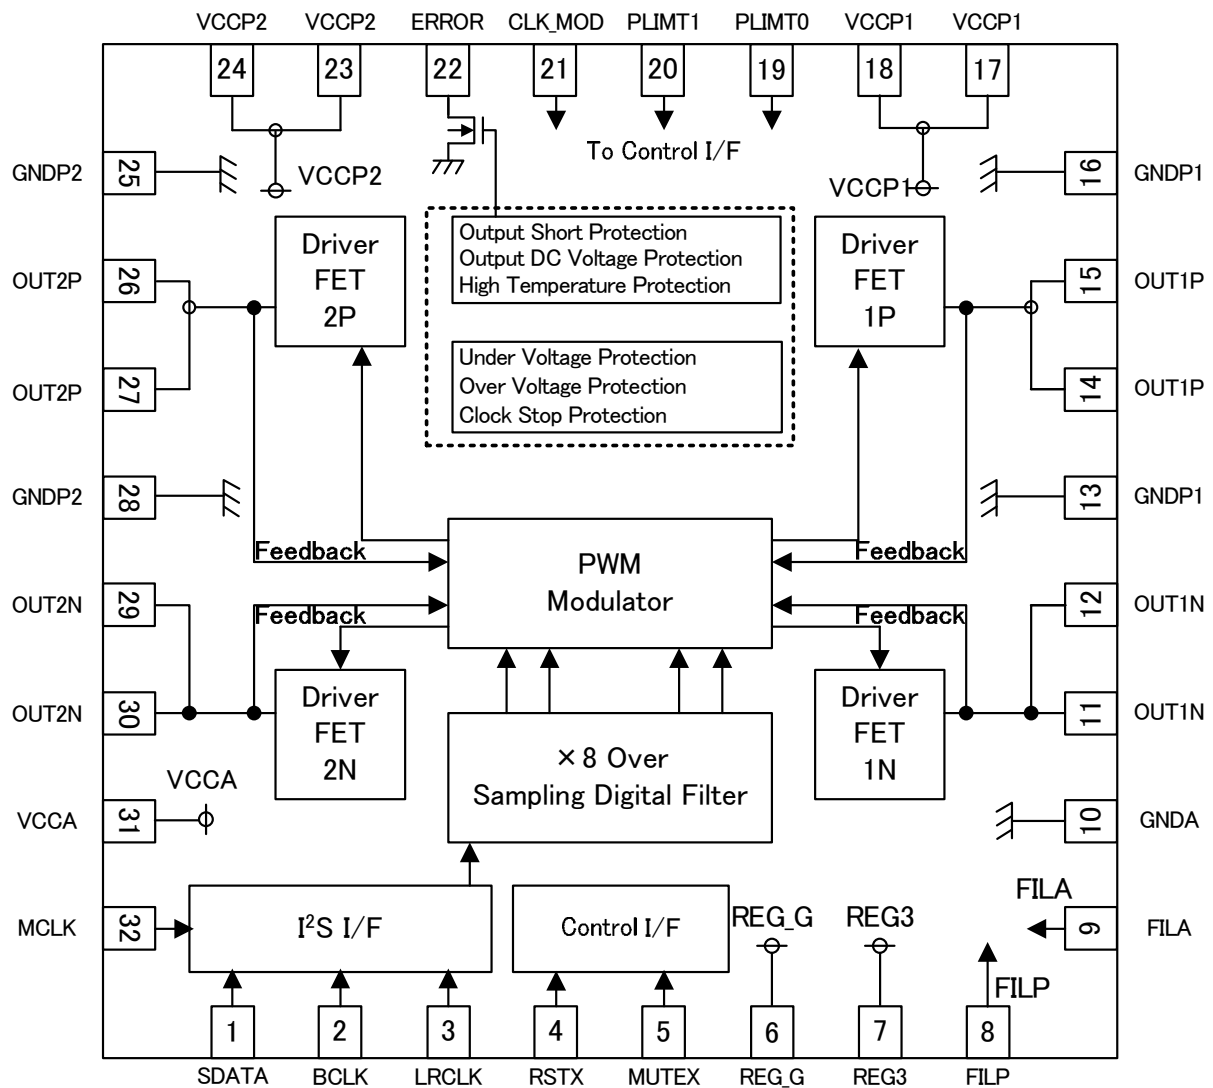 VCCP2 VCCP2 ERROR CLK_MOD PLIMT1 PLIMT0 VCCP1 VCCP1
24 23 22 21 20 19 18 17
To Control I/F
GNDP2 25 VCCP2 VCCP1 16 GNDP1
Driver
FET
2P
Output Short Protection
Output DC Voltage Protection
High Temperature Protection
Driver
FET
1P
OUT2P 26
15 OUT1P
Under Voltage Protection
Over Voltage Protection
Clock Stop Protection
OUT2P 27
14 OUT1P
GNDP2 28
13 GNDP1
Feedback
PWM
Modulator
Feedback
OUT2N 29
Feedback
Feedback
12 OUT1N
OUT2N 30
Driver
FET
2N
× 8 Over
Sampling Digital Filter
Driver
FET
1N
11 OUT1N
VCCA
VCCA 31
10 GNDA
MCLK 32
I²S I/F
Control I/F
REG_G
REG3
FILA
9 FILA
FILP
1 2 3 4 5 6 7 8
SDATA BCLK LRCLK RSTX MUTEX REG_G REG3 FILP